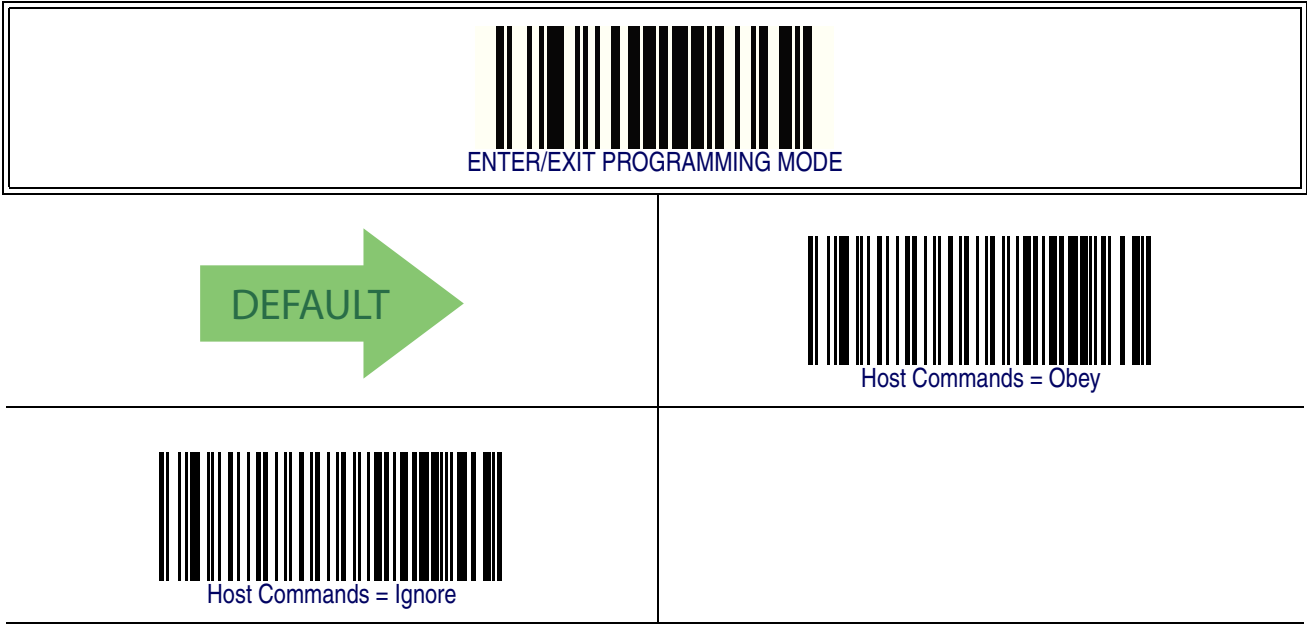 ENTER/EXIT PROGRAMMING MODE
DEFAULT
Host Commands = Obey
Host Commands = Ignore